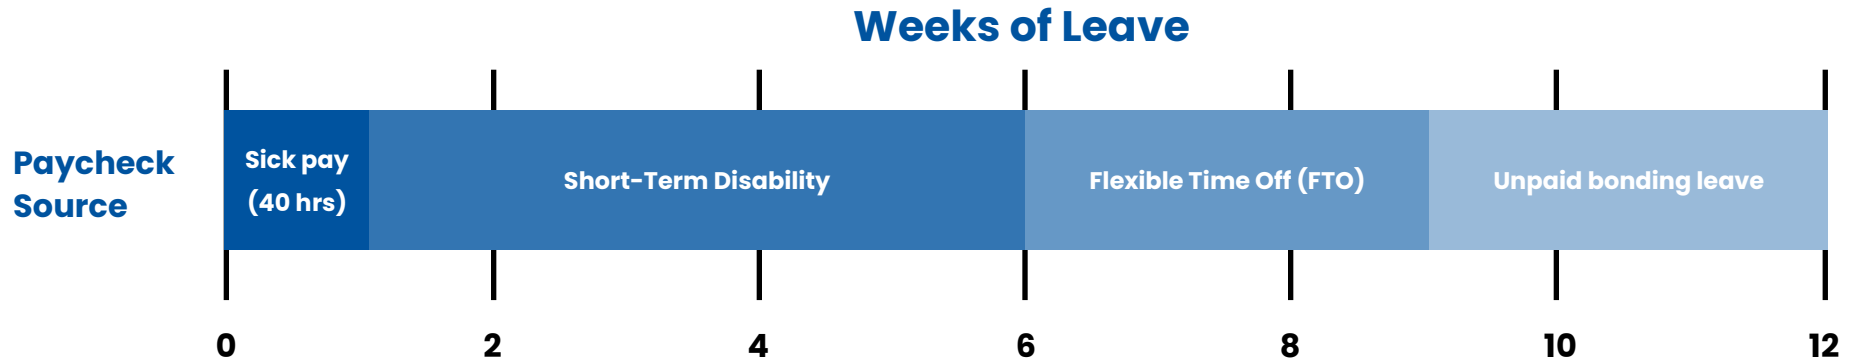 Weeks of Leave
Paycheck
Source
Sick pay
(40 hrs)
Short-Term Disability
Flexible Time Off (FTO)
Unpaid bonding leave
0
2
4
6
8
10
12